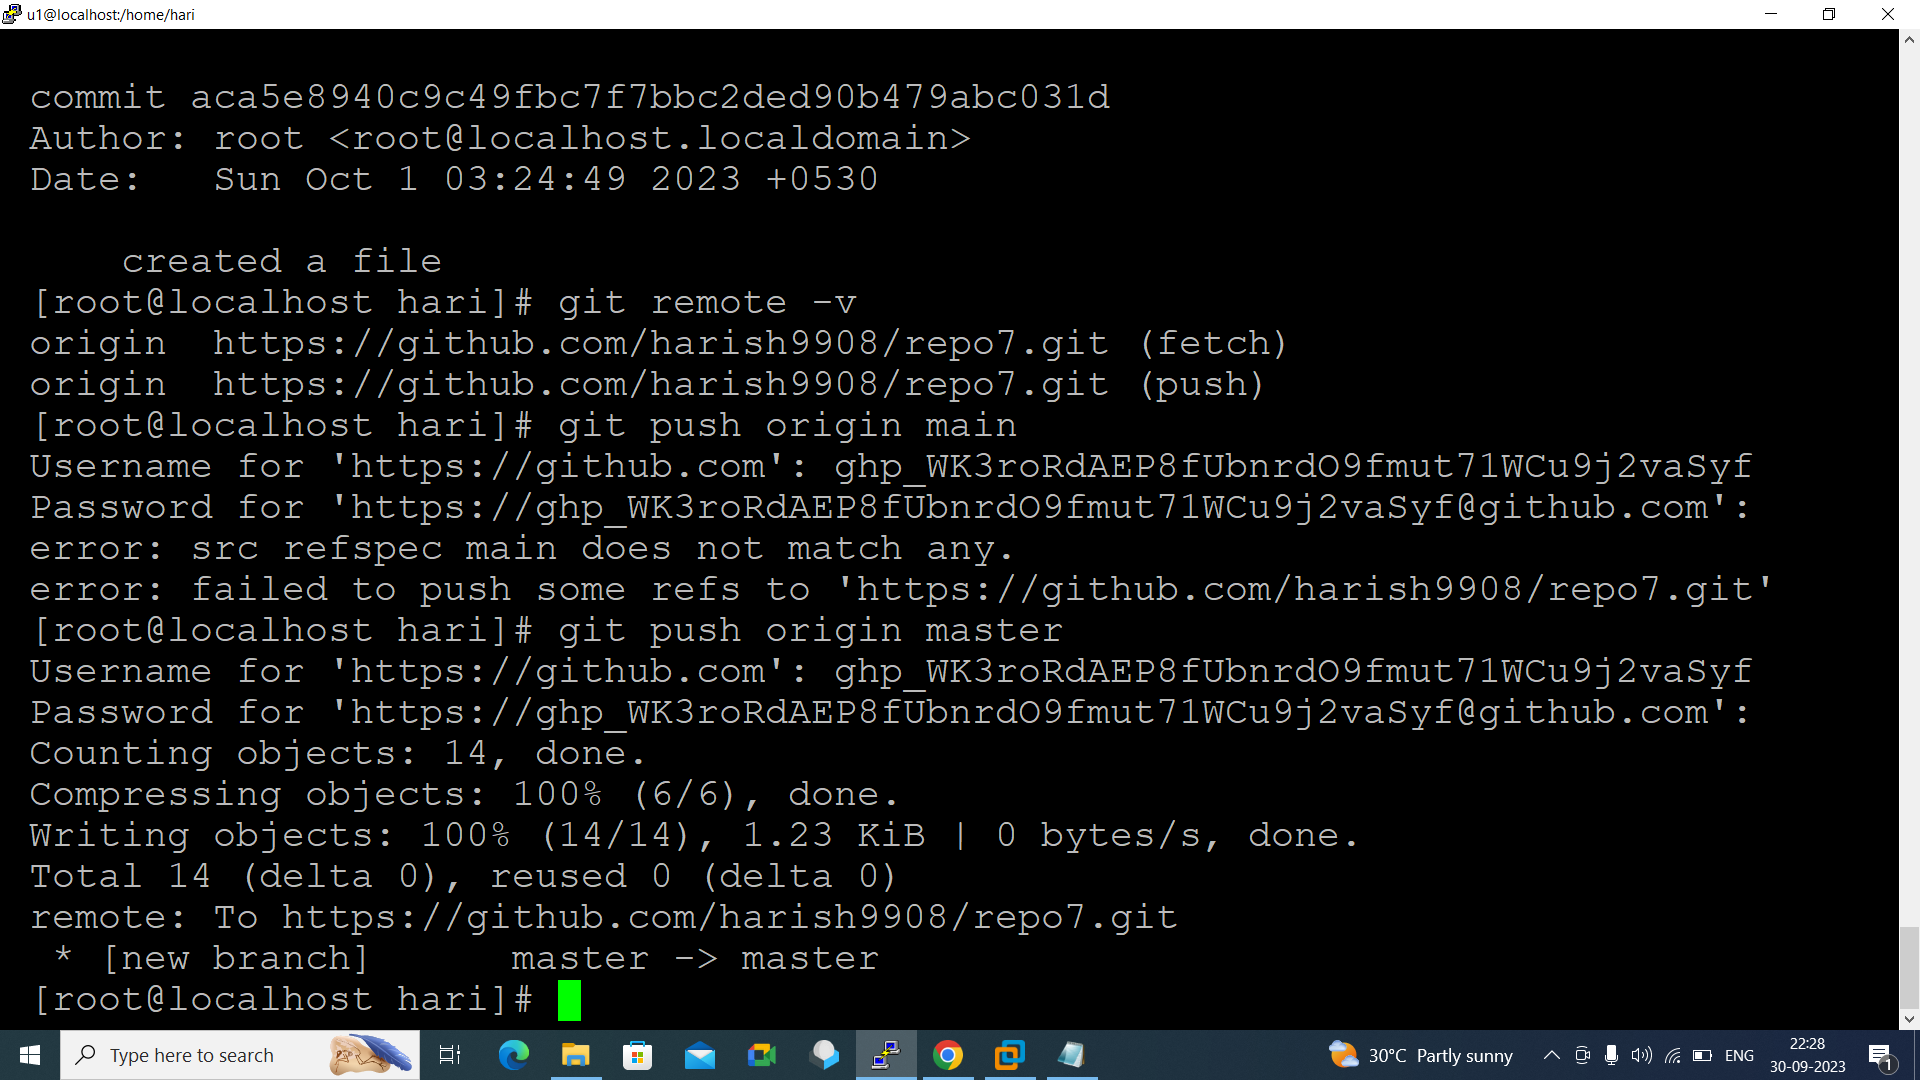 u1@localhost:/home/hari
commit aca5e8940c9c49fbc7f7bbc2ded90b479abc031d
Author: root <root@localhost.localdomain>
Date:   Sun Oct 1 03:24:49 2023 +0530
    created a file
[root@localhost hari]# git remote -v
origin  https://github.com/harish9908/repo7.git (fetch)
origin  https://github.com/harish9908/repo7.git (push)
[root@localhost hari]# git push origin main
Username for 'https://github.com': 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
Password for 'https://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@github.com':
error: src refspec main does not match any.
error: failed to push some refs to 'https://github.com/harish9908/repo7.git'
[root@localhost hari]# git push origin master
Username for 'https://github.com': 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
Password for 'https://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@github.com':
Counting objects: 14, done.
Compressing objects: 100% (6/6), done.
Writing objects: 100% (14/14), 1.23 KiB | 0 bytes/s, done.
Total 14 (delta 0), reused 0 (delta 0)
remote: To https://github.com/harish9908/repo7.git
 * [new branch]      master -> master
[root@localhost hari]#
Type here to search
30°C Partly sunny
ENG
22:28
30-09-2023
1